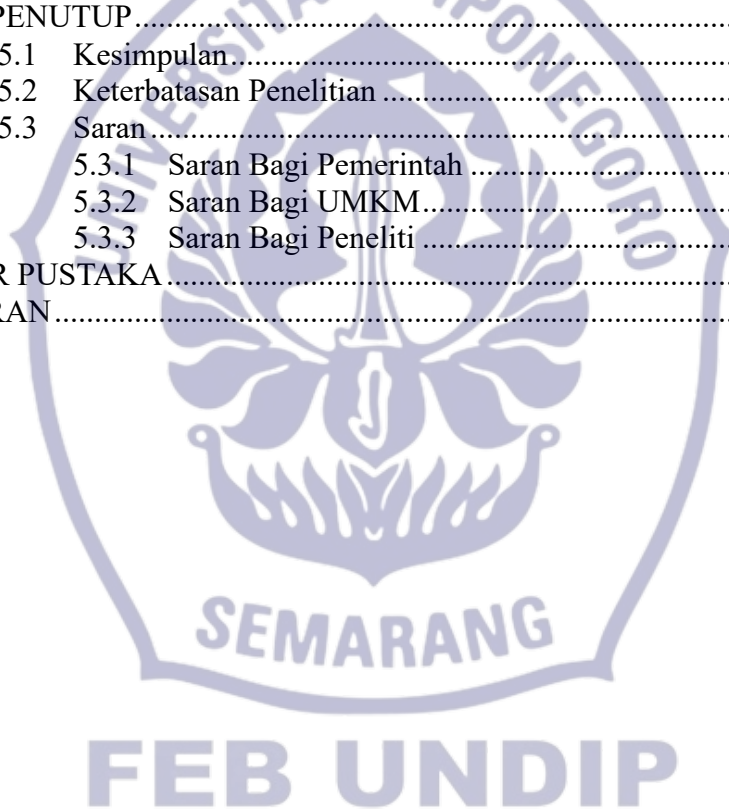 PENUTUP
5.1 Kesimpulan
5.2 Keterbatasan Penelitian
5.3 Saran
5.3.1 Saran Bagi Pemerintah
5.3.2 Saran Bagi UMKM
5.3.3 Saran Bagi Peneliti
R PUSTAKA
RAN
SEMARANG
FEB UNDIP